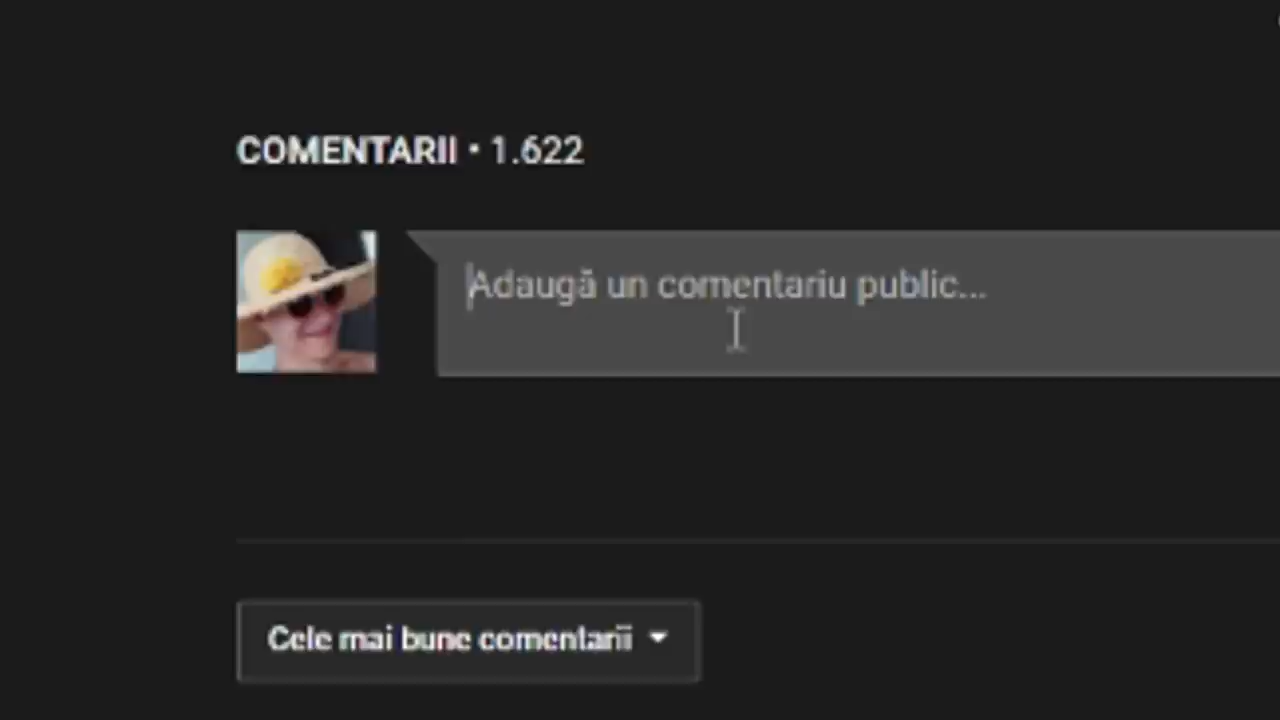 COMENTARII • 1.622
Adaugă un comentariu public...
Cele mai bune comentarii